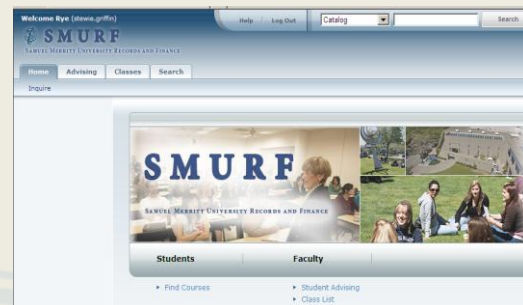 Welcome Rye (stewie.griffin)
Help / Log Out
Catalog
Search
SMURF
SAMUEL MERRITT UNIVERSITY RECORDS AND FINANCE
Home Advising Classes Search
Inquire
SMURF
SAMUEL MERRITT UNIVERSITY RECORDS AND FINANCE
Students Faculty
Find Courses
Student Advising
Class List